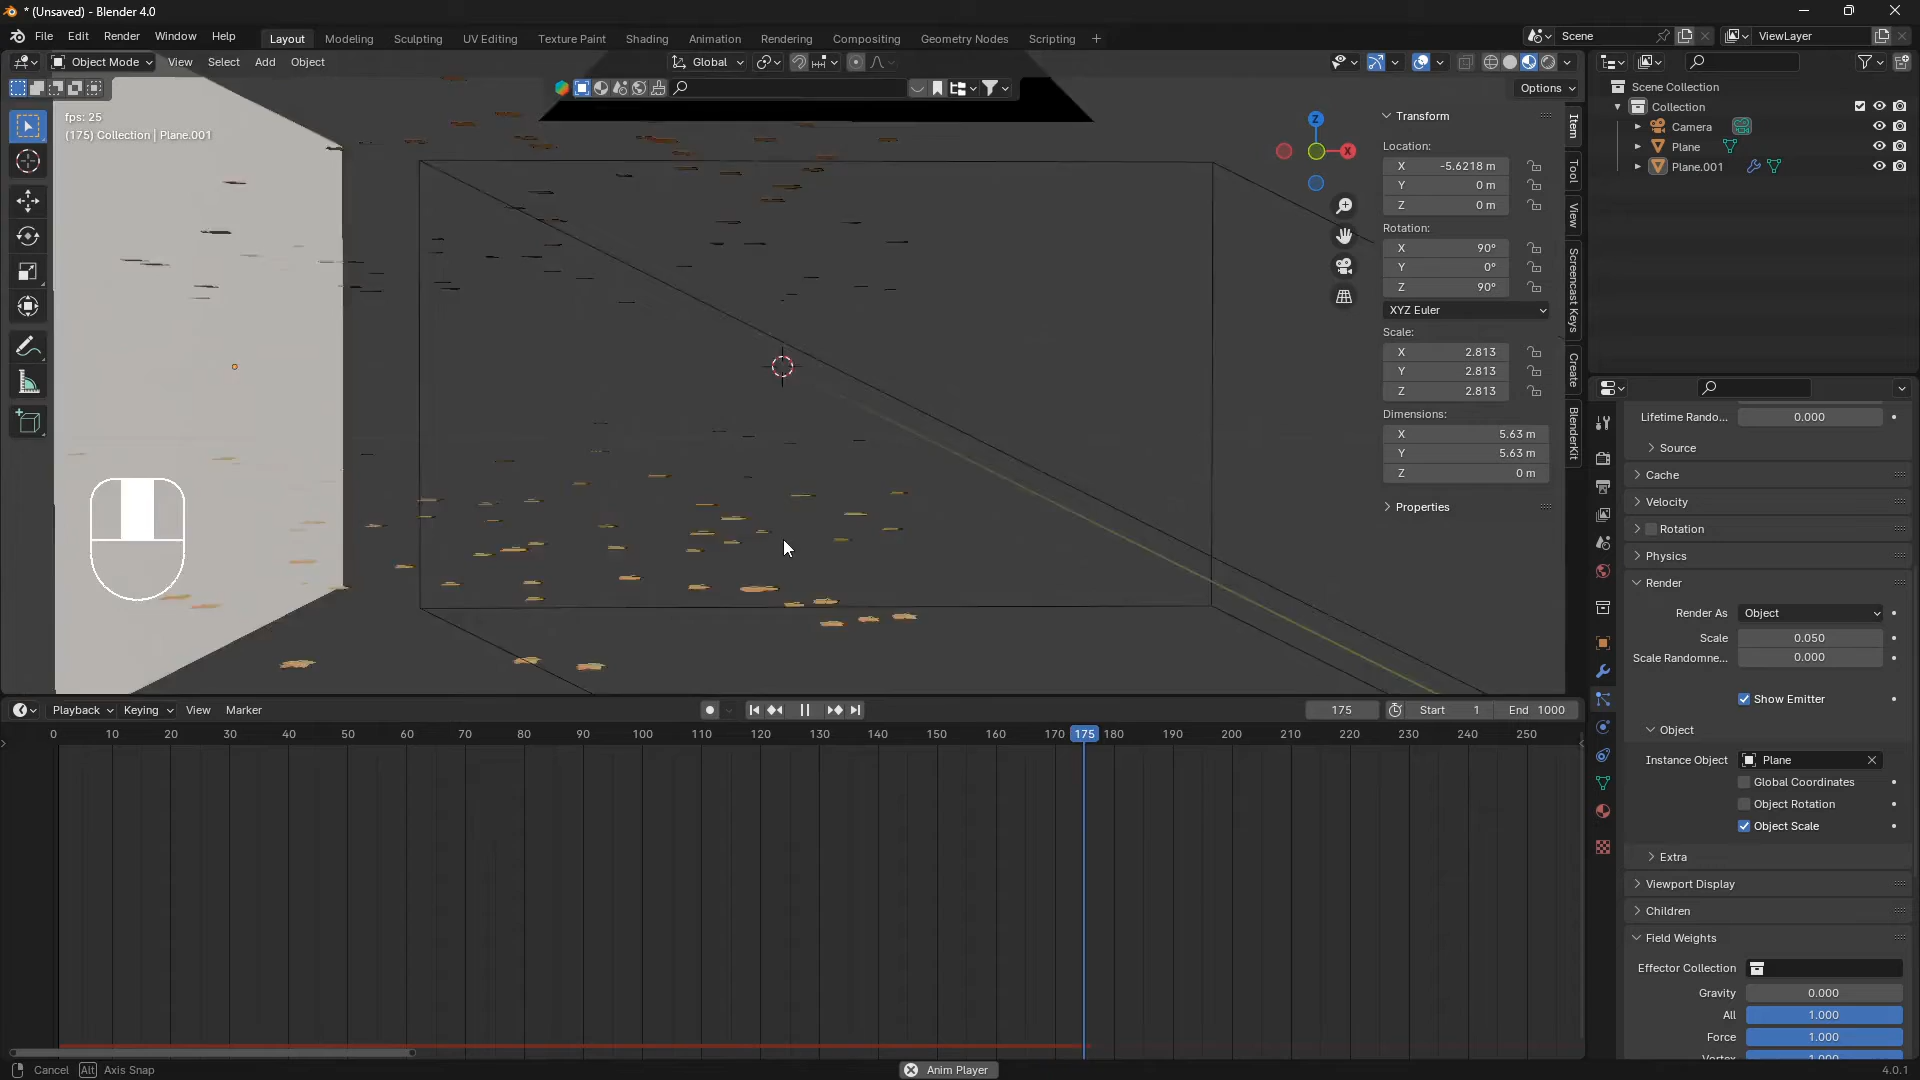 * (Unsaved) - Blender 4.0
File Edit Render Window Help
Layout Modeling Sculpting UV Editing Texture Paint Shading Animation Rendering Compositing Geometry Nodes Scripting +
Scene
ViewLayer
Object Mode View Select Add Object
Global
Options
fps: 25
(175) Collection | Plane.001
Z
X
Transform
Location:
X -5.6218 m
Y 0 m
Z 0 m
Rotation:
X 90°
Y 0°
Z 90°
XYZ Euler
Scale:
X 2.813
Y 2.813
Z 2.813
Dimensions:
X 5.63 m
Y 5.63 m
Z 0 m
Properties
Item
Tool
View
Screencast Keys
Create
BlenderKit
Scene Collection
Collection
Camera
Plane
Plane.001
Lifetime Rando... 0.000
Source
Cache
Velocity
Rotation
Physics
Render
Render As Object
Scale 0.050
Scale Randomne... 0.000
Show Emitter
Object
Instance Object Plane
Global Coordinates
Object Rotation
Object Scale
Extra
Viewport Display
Children
Field Weights
Effector Collection
Gravity 0.000
All 1.000
Force 1.000
Playback Keying View Marker
175 Start 1 End 1000
0 10 20 30 40 50 60 70 80 90 100 110 120 130 140 150 160 170 175 180 190 200 210 220 230 240 250
Cancel Alt Axis Snap
Anim Player
4.0.1